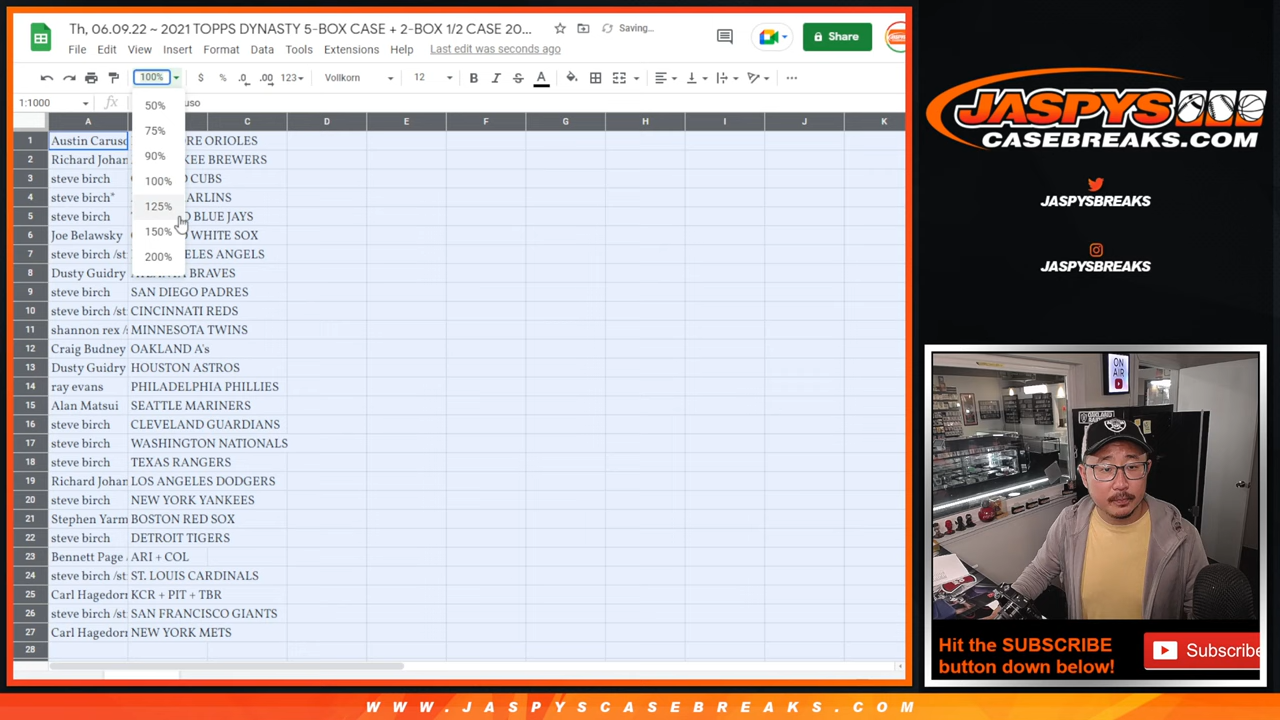 Th, 06.09.22 ~ 2021 TOPPS DYNASTY 5-BOX CASE + 2-BOX 1/2 CASE 20...
Saving...
File Edit View Insert Format Data Tools Extensions Help Last edit was seconds ago
Share
100% $ % .0 .00 123 Vollkorn 12 B I S A
1:1000 fx uso
A C D E F G H I J K
50%
75%
90%
100%
125%
150%
200%
1 Austin Caruso RE ORIOLES
2 Richard Johan KEE BREWERS
3 steve birch CUBS
4 steve birch* ARLINS
5 steve birch BLUE JAYS
6 Joe Belawsky WHITE SOX
7 steve birch /st ELES ANGELS
8 Dusty Guidry BRAVES
9 steve birch SAN DIEGO PADRES
10 steve birch /st CINCINNATI REDS
11 shannon rex /s MINNESOTA TWINS
12 Craig Budney OAKLAND A's
13 Dusty Guidry HOUSTON ASTROS
14 ray evans PHILADELPHIA PHILLIES
15 Alan Matsui SEATTLE MARINERS
16 steve birch CLEVELAND GUARDIANS
17 steve birch WASHINGTON NATIONALS
18 steve birch TEXAS RANGERS
19 Richard Johan LOS ANGELES DODGERS
20 steve birch NEW YORK YANKEES
21 Stephen Yarm BOSTON RED SOX
22 steve birch DETROIT TIGERS
23 Bennett Page ARI + COL
24 steve birch /st ST. LOUIS CARDINALS
25 Carl Hagedorn KCR + PIT + TBR
26 steve birch /st SAN FRANCISCO GIANTS
27 Carl Hagedorn NEW YORK METS
28
JASPYS
CASEBREAKS.COM
JASPYSBREAKS
JASPYSBREAKS
ON AIR
Hit the SUBSCRIBE
button down below!
Subscribe
WWW.JASPYSCASEBREAKS.COM